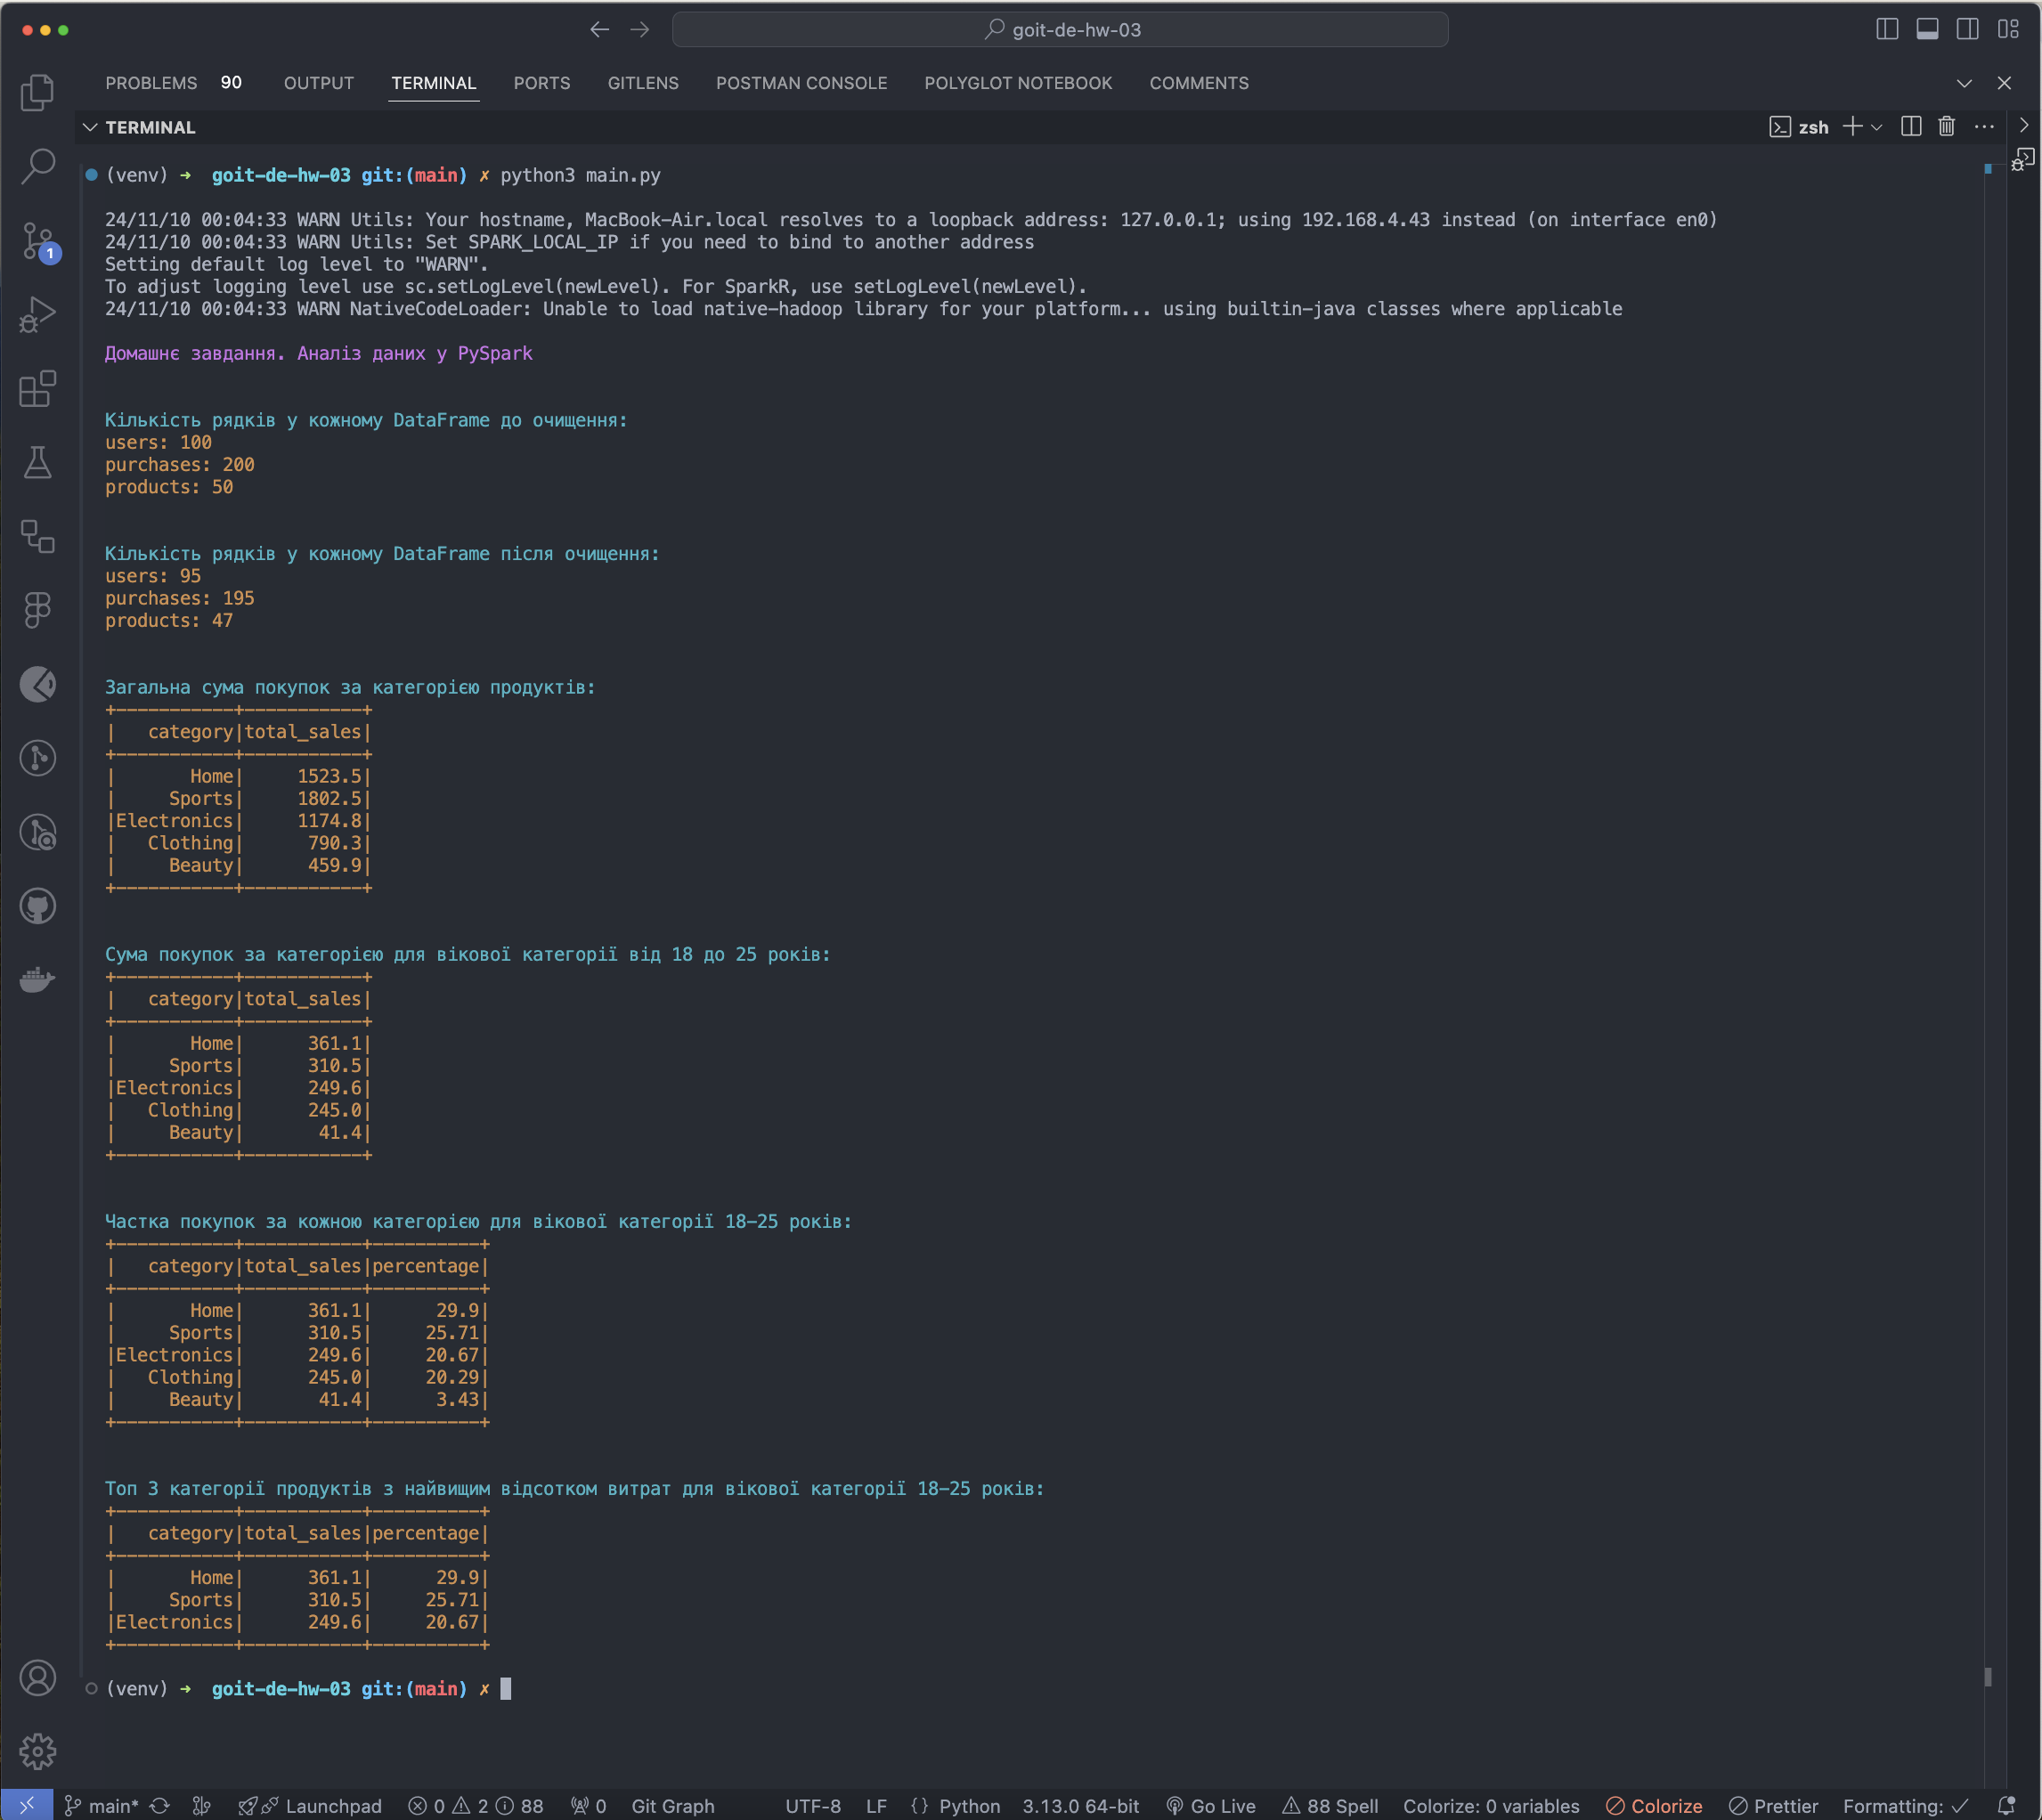 goit-de-hw-03
PROBLEMS 90 OUTPUT TERMINAL PORTS GITLENS POSTMAN CONSOLE POLYGLOT NOTEBOOK COMMENTS
TERMINAL
zsh
(venv) ➜ goit-de-hw-03 git:(main) ✗ python3 main.py
24/11/10 00:04:33 WARN Utils: Your hostname, MacBook-Air.local resolves to a loopback address: 127.0.0.1; using 192.168.4.43 instead (on interface en0)
24/11/10 00:04:33 WARN Utils: Set SPARK_LOCAL_IP if you need to bind to another address
Setting default log level to "WARN".
To adjust logging level use sc.setLogLevel(newLevel). For SparkR, use setLogLevel(newLevel).
24/11/10 00:04:33 WARN NativeCodeLoader: Unable to load native-hadoop library for your platform... using builtin-java classes where applicable
1
Домашнє завдання. Аналіз даних у PySpark
Кількість рядків у кожному DataFrame до очищення:
users: 100
purchases: 200
products: 50
Кількість рядків у кожному DataFrame після очищення:
users: 95
purchases: 195
products: 47
Загальна сума покупок за категорією продуктів:
+-----------+-----------+
|   category|total_sales|
+-----------+-----------+
|       Home|     1523.5|
|     Sports|     1802.5|
|Electronics|     1174.8|
|   Clothing|      790.3|
|     Beauty|      459.9|
+-----------+-----------+
Сума покупок за категорією для вікової категорії від 18 до 25 років:
+-----------+-----------+
|   category|total_sales|
+-----------+-----------+
|       Home|      361.1|
|     Sports|      310.5|
|Electronics|      249.6|
|   Clothing|      245.0|
|     Beauty|       41.4|
+-----------+-----------+
Частка покупок за кожною категорією для вікової категорії 18-25 років:
+-----------+-----------+----------+
|   category|total_sales|percentage|
+-----------+-----------+----------+
|       Home|      361.1|      29.9|
|     Sports|      310.5|     25.71|
|Electronics|      249.6|     20.67|
|   Clothing|      245.0|     20.29|
|     Beauty|       41.4|      3.43|
+-----------+-----------+----------+
Топ 3 категорії продуктів з найвищим відсотком витрат для вікової категорії 18-25 років:
+-----------+-----------+----------+
|   category|total_sales|percentage|
+-----------+-----------+----------+
|       Home|      361.1|      29.9|
|     Sports|      310.5|     25.71|
|Electronics|      249.6|     20.67|
+-----------+-----------+----------+
(venv) ➜ goit-de-hw-03 git:(main) ✗
main* Launchpad 0 2 88 0 Git Graph UTF-8 LF {} Python 3.13.0 64-bit Go Live 88 Spell Colorize: 0 variables Colorize Prettier Formatting: ✓